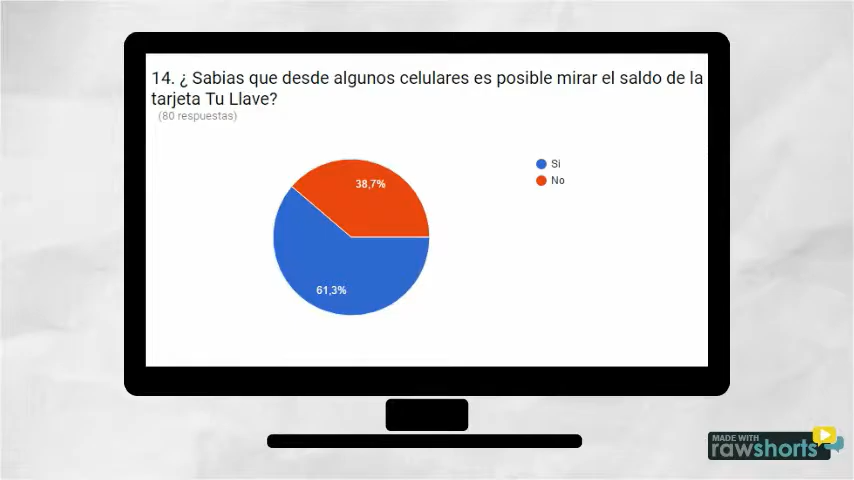 14. ¿ Sabias que desde algunos celulares es posible mirar el saldo de la
tarjeta Tu Llave?
(80 respuestas)
Si
No
38,7%
61,3%
MADE WITH
rawshorts